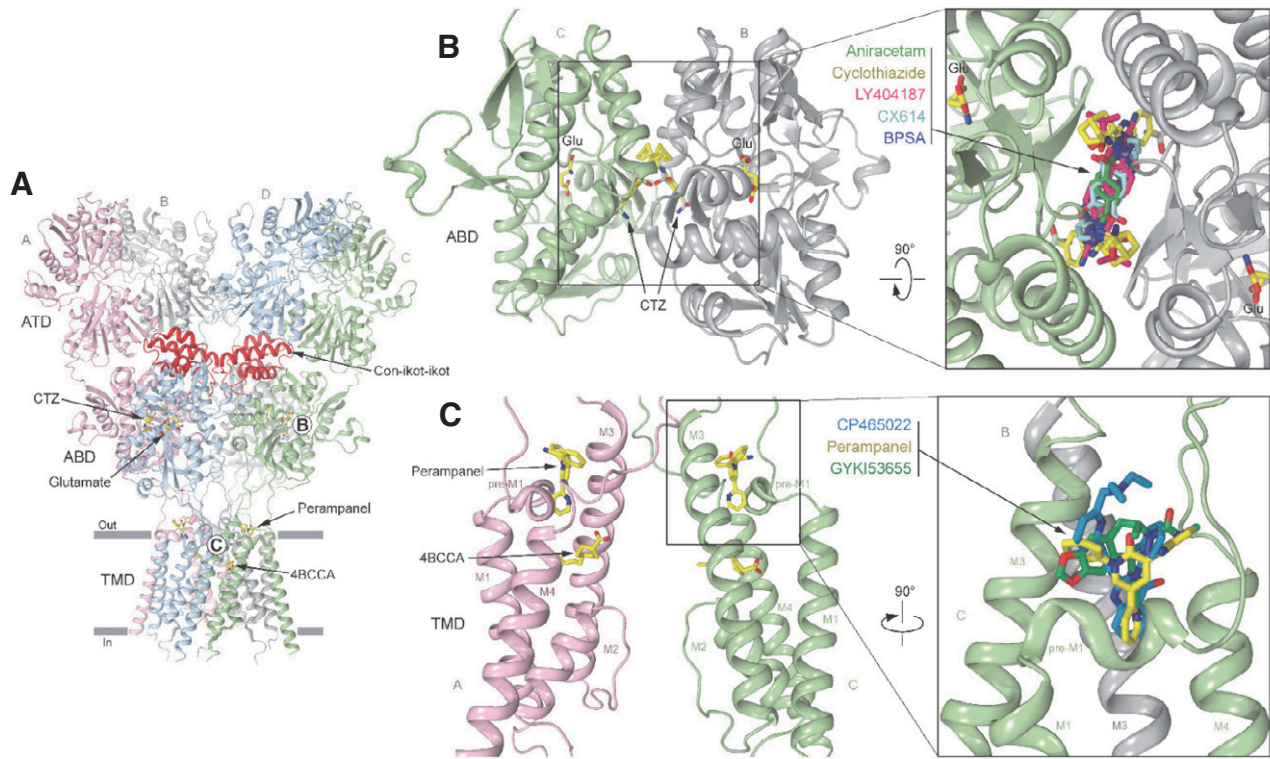 A
A
B
D
C
ATD
Con-ikot-ikot
CTZ
B
ABD
Glutamate
Perampanel
Out
C
4BCCA
TMD
In
B
C
B
Glu
Glu
ABD
CTZ
90°
Aniracetam
Cyclothiazide
LY404187
CX614
BPSA
Glu
Glu
C
M3
M3
Perampanel
pre-M1
pre-M1
4BCCA
M1
M4
M4
M1
TMD
M2
M2
A
C
90°
CP465022
Perampanel
GYKI53655
B
M3
C
pre-M1
M1
M3
M4